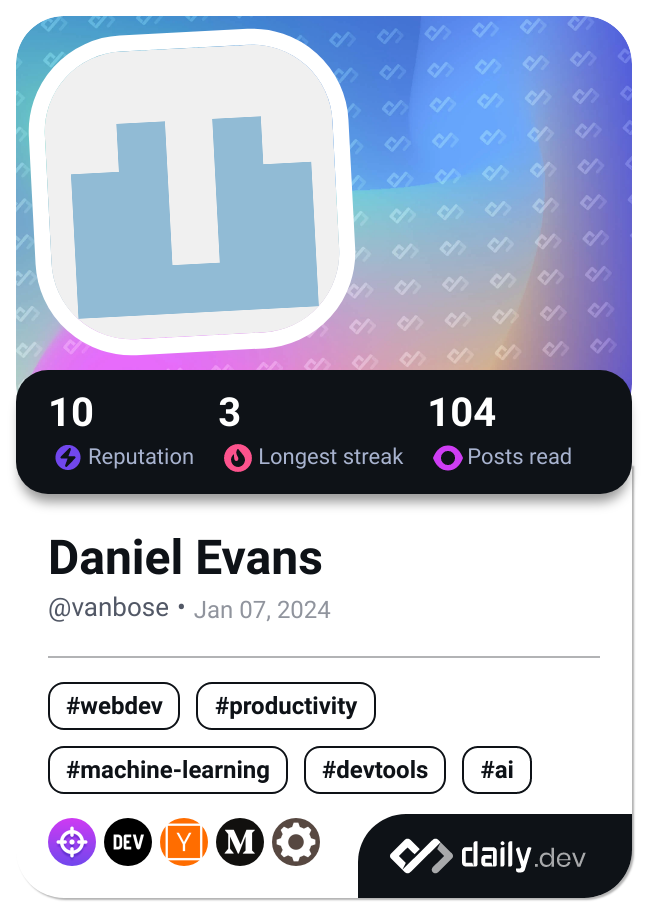 10 3 104
Reputation Longest streak Posts read
Daniel Evans
@vanbose • Jan 07, 2024
#webdev #productivity
#machine-learning #devtools #ai
DEV Y M daily.dev